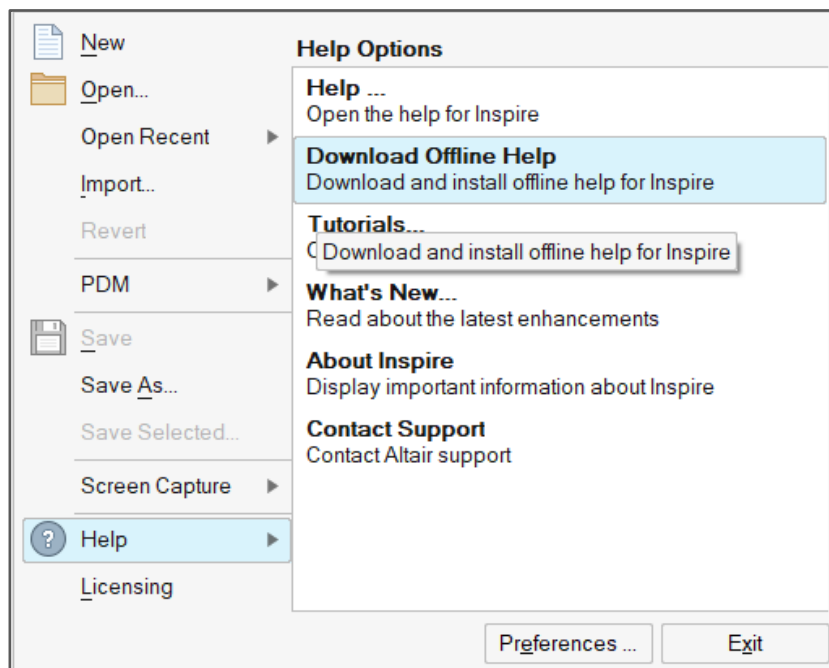 New
Open...
Open Recent
Import...
Revert
PDM
Save
Save As...
Save Selected...
Screen Capture
Help
Licensing
Help Options
Help ...
Open the help for Inspire
Download Offline Help
Download and install offline help for Inspire
Tutorials...
Download and install offline help for Inspire
What's New...
Read about the latest enhancements
About Inspire
Display important information about Inspire
Contact Support
Contact Altair support
Preferences ...
Exit